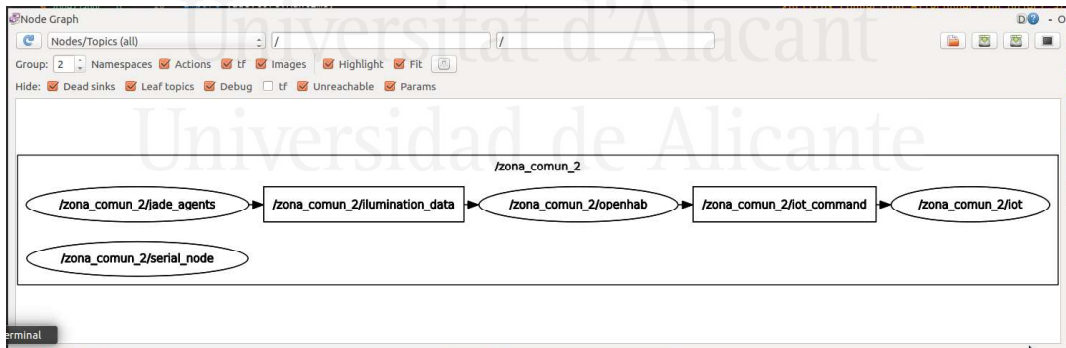 Node Graph
D - O
Nodes/Topics (all) / /
Group: 2 Namespaces Actions tf Images Highlight Fit
Hide: Dead sinks Leaf topics Debug tf Unreachable Params
Universitat d'Alacant
Universidad de Alicante
/zona_comun_2
/zona_comun_2/jade_agents /zona_comun_2/ilumination_data /zona_comun_2/openhab /zona_comun_2/iot_command /zona_comun_2/iot
/zona_comun_2/serial_node
erminal